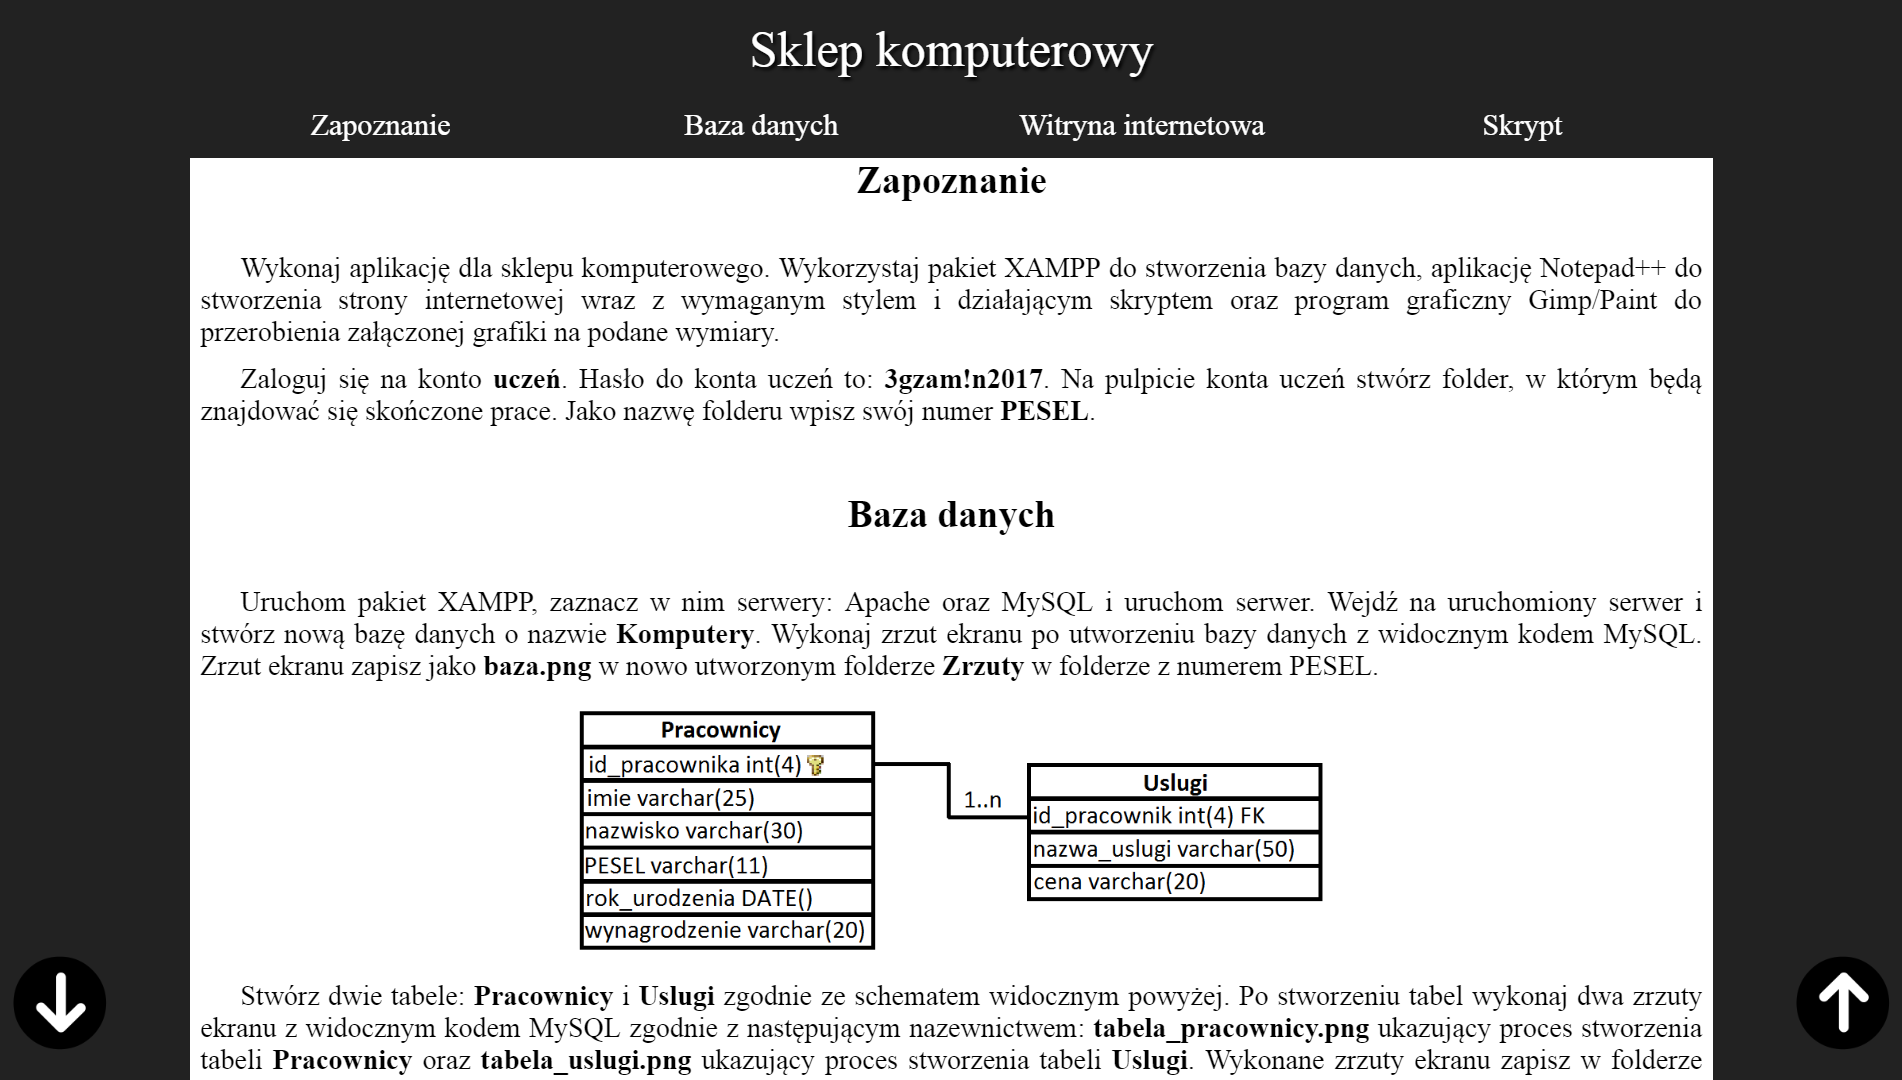 Sklep komputerowy
Zapoznanie Baza danych Witryna internetowa Skrypt
Zapoznanie
Wykonaj aplikację dla sklepu komputerowego. Wykorzystaj pakiet XAMPP do stworzenia bazy danych, aplikację Notepad++ do
stworzenia strony internetowej wraz z wymaganym stylem i działającym skryptem oraz program graficzny Gimp/Paint do
przerobienia załączonej grafiki na podane wymiary.
Zaloguj się na konto uczeń. Hasło do konta uczeń to: 3gzam!n2017. Na pulpicie konta uczeń stwórz folder, w którym będą
znajdować się skończone prace. Jako nazwę folderu wpisz swój numer PESEL.
Baza danych
Uruchom pakiet XAMPP, zaznacz w nim serwery: Apache oraz MySQL i uruchom serwer. Wejdź na uruchomiony serwer i
stwórz nową bazę danych o nazwie Komputery. Wykonaj zrzut ekranu po utworzeniu bazy danych z widocznym kodem MySQL.
Zrzut ekranu zapisz jako baza.png w nowo utworzonym folderze Zrzuty w folderze z numerem PESEL.
Pracownicy
id_pracownika int(4)
imie varchar(25)
nazwisko varchar(30)
PESEL varchar(11)
rok_urodzenia DATE()
wynagrodzenie varchar(20)
1..n
Uslugi
id_pracownik int(4) FK
nazwa_uslugi varchar(50)
cena varchar(20)
Stwórz dwie tabele: Pracownicy i Uslugi zgodnie ze schematem widocznym powyżej. Po stworzeniu tabel wykonaj dwa zrzuty
ekranu z widocznym kodem MySQL zgodnie z następującym nazewnictwem: tabela_pracownicy.png ukazujący proces stworzenia
tabeli Pracownicy oraz tabela_uslugi.png ukazujący proces stworzenia tabeli Uslugi. Wykonane zrzuty ekranu zapisz w folderze